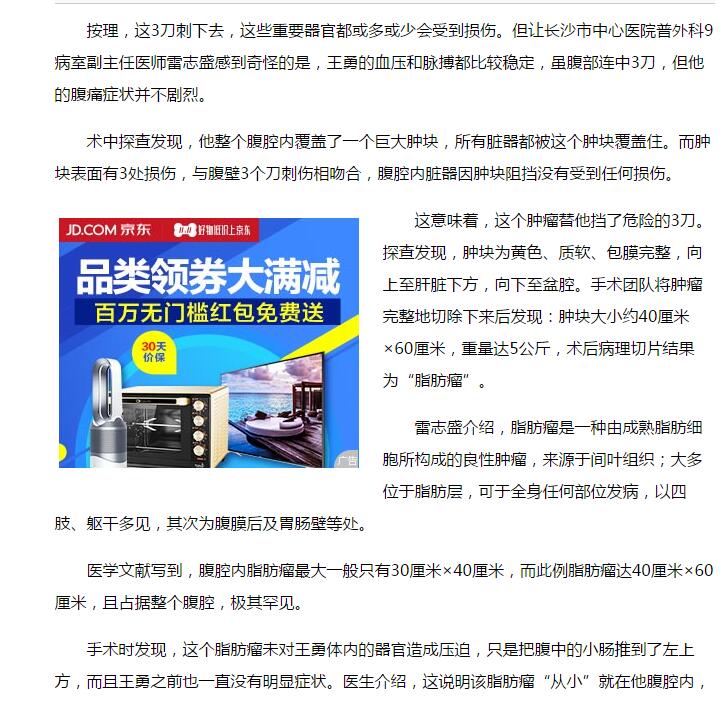 按理，这3刀刺下去，这些重要器官都或多或少会受到损伤。但让长沙市中心医院普外科9
病室副主任医师雷志盛感到奇怪的是，王勇的血压和脉搏都比较稳定，虽腹部连中3刀，但他
的腹痛症状并不剧烈。
术中探查发现，他整个腹腔内覆盖了一个巨大肿块，所有脏器都被这个肿块覆盖住。而肿
块表面有3处损伤，与腹壁3个刀刺伤相吻合，腹腔内脏器因肿块阻挡没有受到任何损伤。
JD.COM 京东 好物低价上京东
品类领券大满减
百万无门槛红包免费送
30天
价保
广告
这意味着，这个肿瘤替他挡了危险的3刀。
探查发现，肿块为黄色、质软、包膜完整，向
上至肝脏下方，向下至盆腔。手术团队将肿瘤
完整地切除下来后发现：肿块大小约40厘米
×60厘米，重量达5公斤，术后病理切片结果
为“脂肪瘤”。
雷志盛介绍，脂肪瘤是一种由成熟脂肪细
胞所构成的良性肿瘤，来源于间叶组织；大多
位于脂肪层，可于全身任何部位发病，以四
肢、躯干多见，其次为腹膜后及胃肠壁等处。
医学文献写到，腹腔内脂肪瘤最大一般只有30厘米×40厘米，而此例脂肪瘤达40厘米×60
厘米，且占据整个腹腔，极其罕见。
手术时发现，这个脂肪瘤未对王勇体内的器官造成压迫，只是把腹中的小肠推到了左上
方，而且王勇之前也一直没有明显症状。医生介绍，这说明该脂肪瘤“从小”就在他腹腔内，